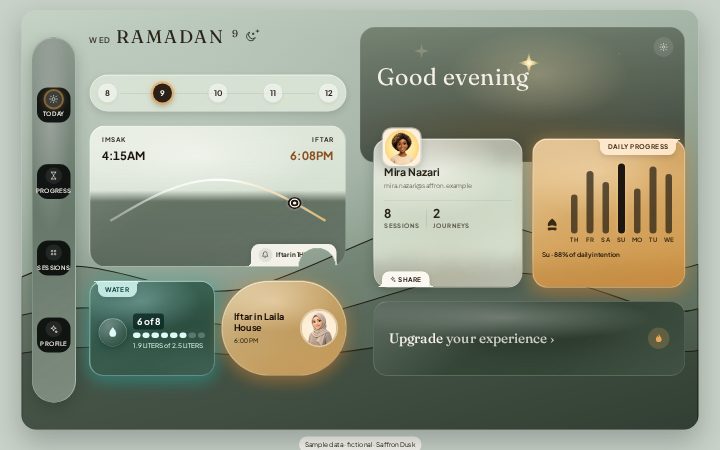 WED RAMADAN 9
TODAY
PROGRESS
SESSIONS
PROFILE
8 9 10 11 12
IMSAK
4:15AM
IFTAR
6:08PM
Iftar in
WATER
6 of 8
1.9 LITERS of 2.5 LITERS
Iftar in Laila
House
6:00 PM
Good evening
Mira Nazari
mira.nazari@saffron.example
8
SESSIONS
2
JOURNEYS
SHARE
DAILY PROGRESS
TH FR SA SU MO TU WE
Su · 88% of daily intention
Upgrade your experience ›
Sample data · fictional · Saffron Dusk